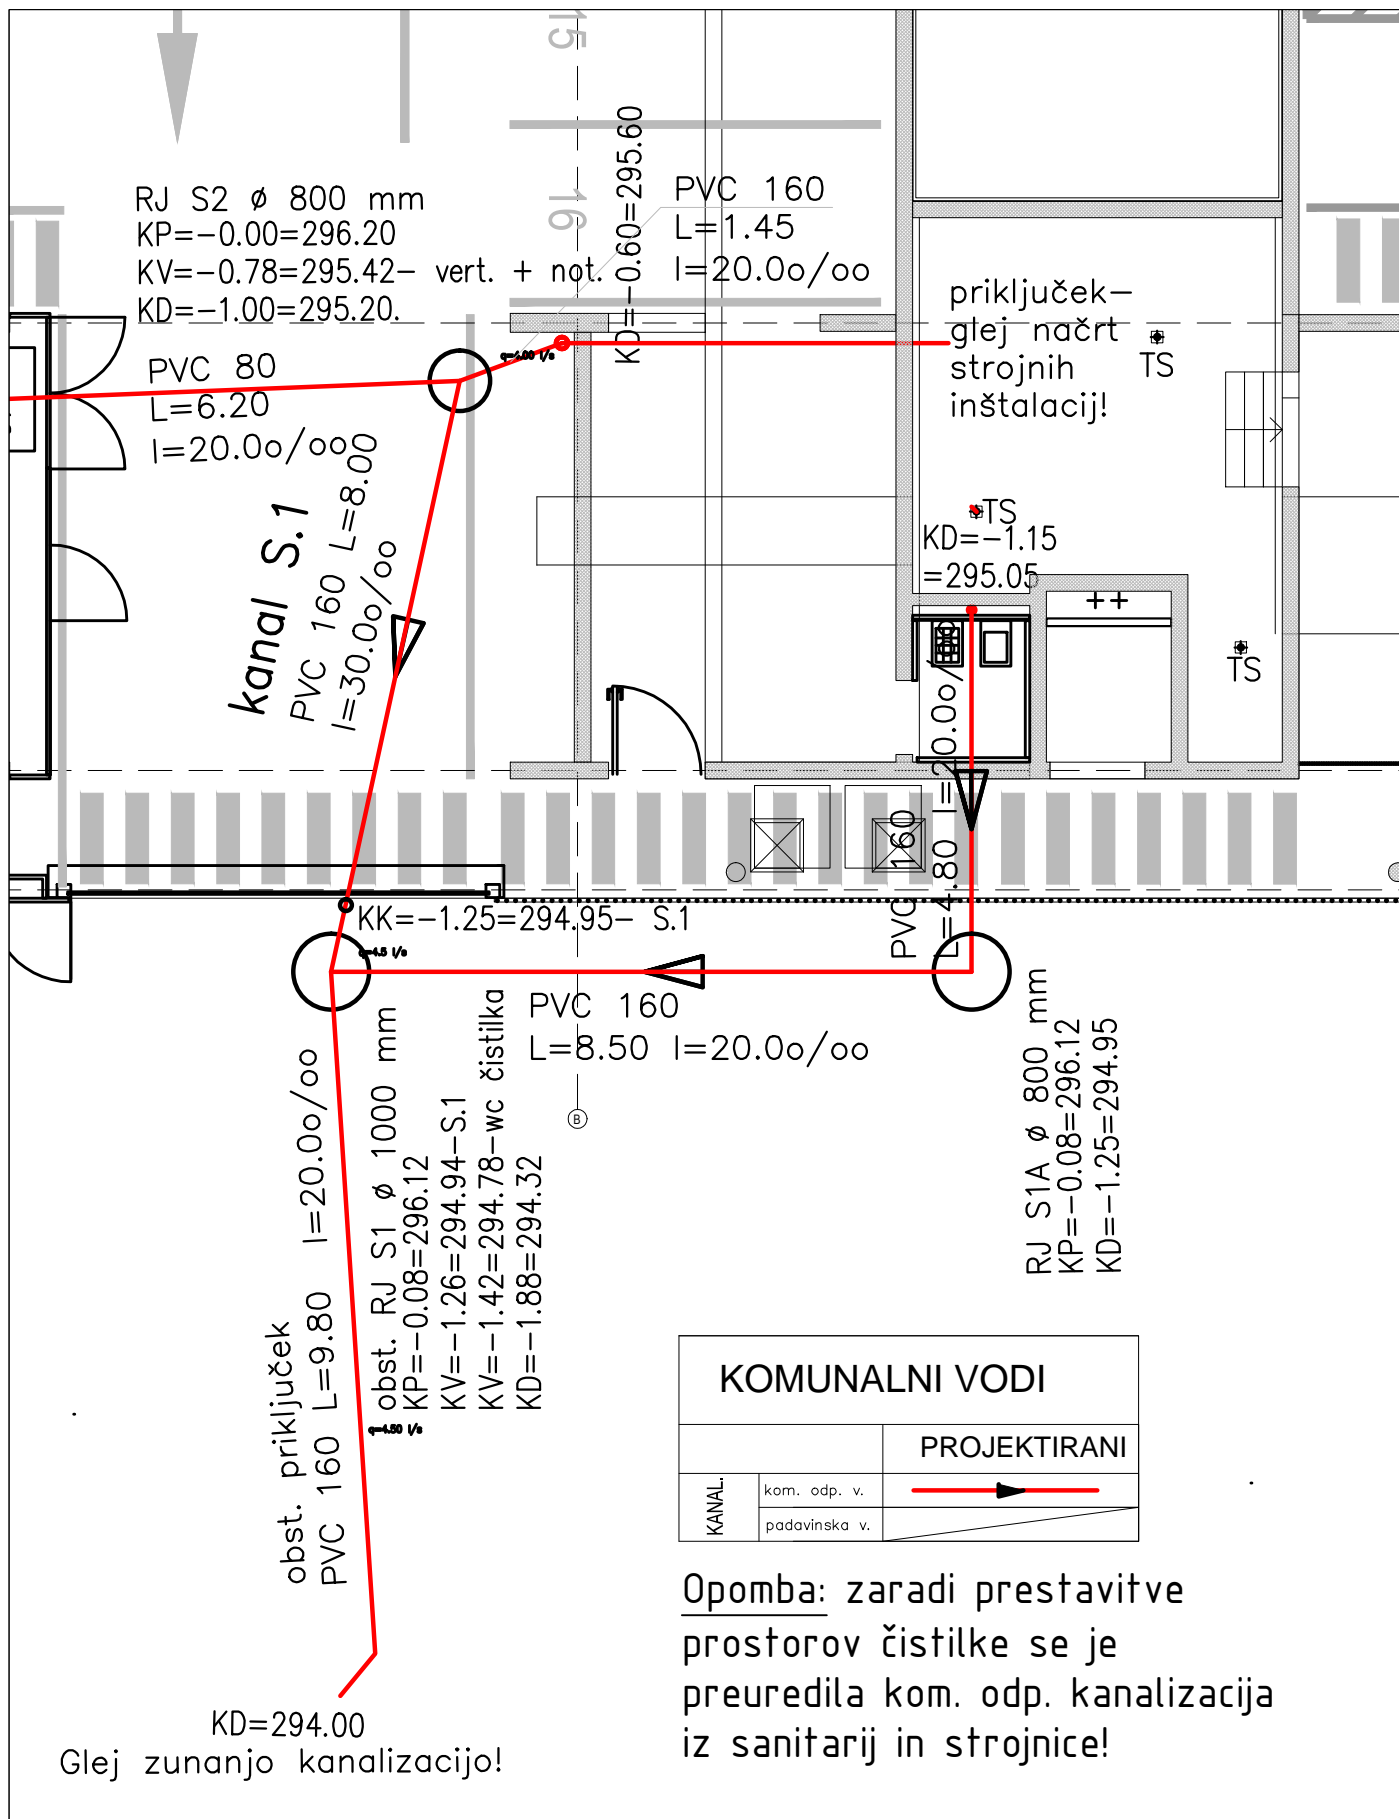 15
16
RJ S2 ø 800 mm
KP=-0.00=296.20
KV=-0.78=295.42- vert. + not.
KD=-1.00=295.20.
KD=-0.60=295.60
PVC 160
L=1.45
I=20.0o/oo
priključek-
glej načrt
strojnih
inštalacij!
TS
q=4.00 l/s
PVC 80
L=6.20
I=20.0o/oo
kanal S.1
PVC 160 L=8.00
I=30.0o/oo
TS
KD=-1.15
=295.05
++
TS
PVC 160
L=4.80 I=20.0o/oo
KK=-1.25=294.95- S.1
q=4.5 l/s
PVC 160
L=8.50 I=20.0o/oo
B
obst. RJ S1 ø 1000 mm
KP=-0.08=296.12
KV=-1.26=294.94-S.1
KV=-1.42=294.78-wc čistilka
KD=-1.88=294.32
RJ S1A ø 800 mm
KP=-0.08=296.12
KD=-1.25=294.95
obst. priključek
PVC 160 L=9.80 I=20.0o/oo
q=4.50 l/s
KOMUNALNI VODI
PROJEKTIRANI
KANAL.
kom. odp. v.
padavinska v.
Opomba: zaradi prestavitve
prostorov čistilke se je
preuredila kom. odp. kanalizacija
iz sanitarij in strojnice!
KD=294.00
Glej zunanjo kanalizacijo!